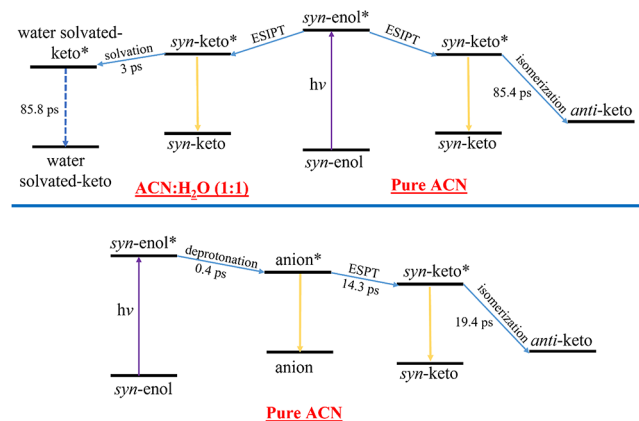 syn-enol*
water solvated-
keto*
solvation
3 ps
syn-keto*
ESIPT
ESIPT
syn-keto*
isomerization
85.4 ps
85.8 ps
hν
anti-keto
syn-keto
syn-keto
water
solvated-keto
syn-enol
ACN:H2O (1:1)
Pure ACN
syn-enol*
deprotonation
0.4 ps
anion*
ESPT
14.3 ps
syn-keto*
isomerization
19.4 ps
hν
anti-keto
anion
syn-keto
syn-enol
Pure ACN